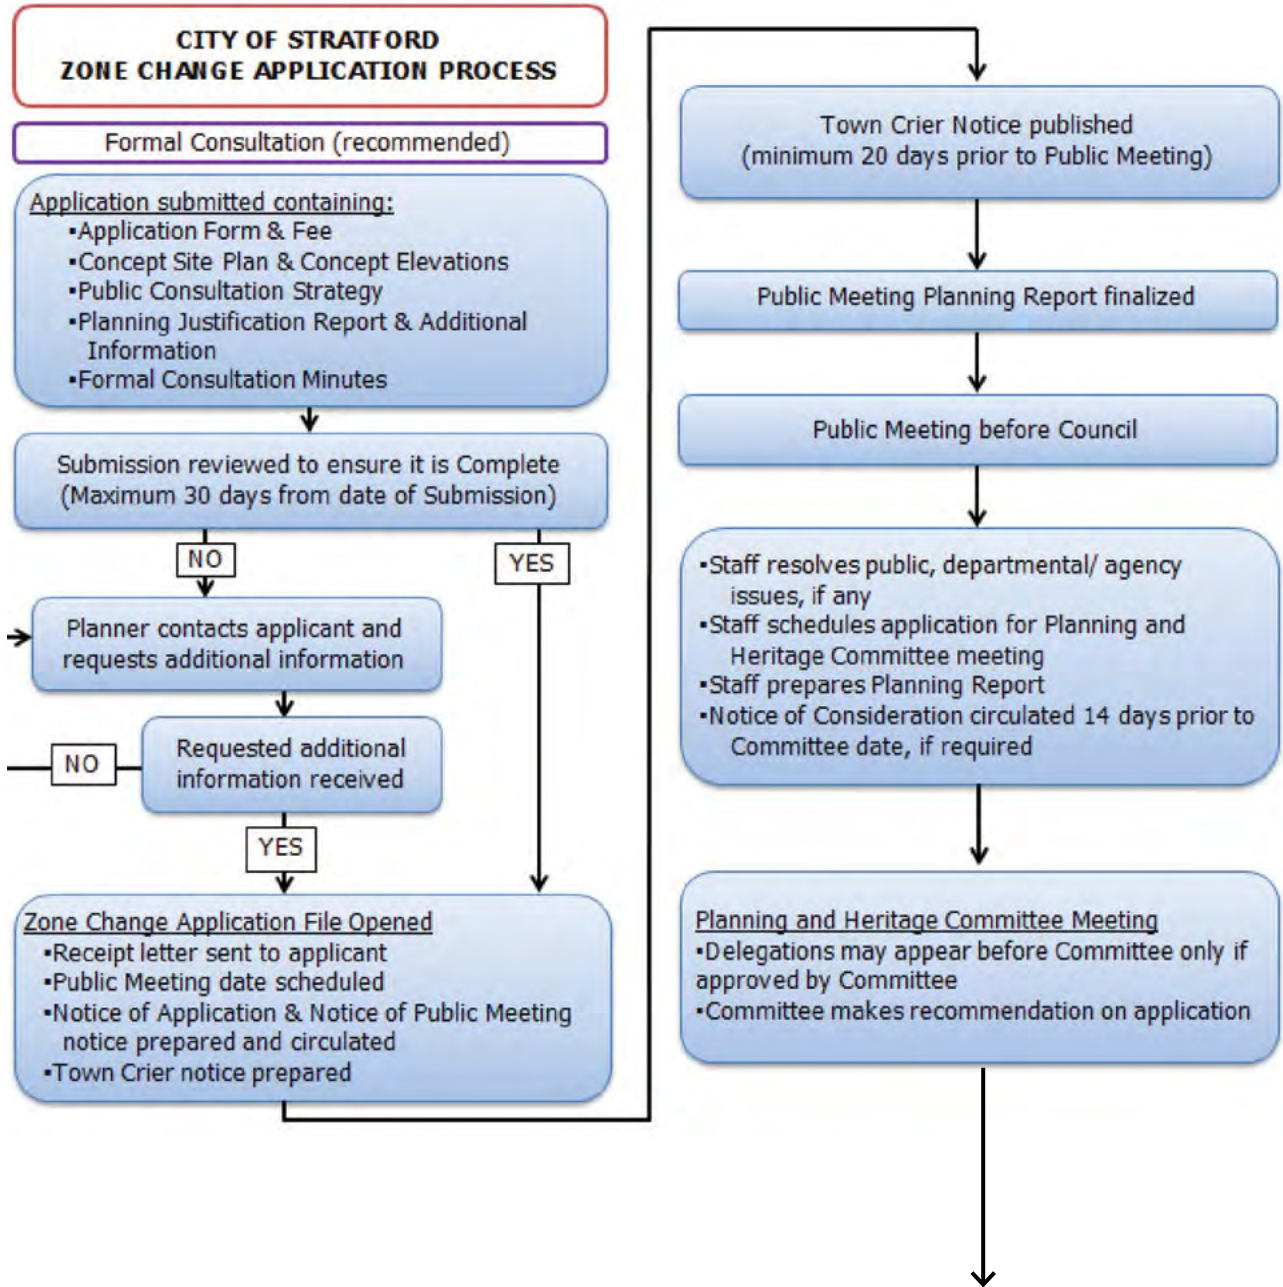 CITY OF STRATFORD
ZONE CHANGE APPLICATION PROCESS
Formal Consultation (recommended)
Application submitted containing:
▪Application Form & Fee
▪Concept Site Plan & Concept Elevations
▪Public Consultation Strategy
▪Planning Justification Report & Additional
Information
▪Formal Consultation Minutes
Submission reviewed to ensure it is Complete
(Maximum 30 days from date of Submission)
NO
YES
Planner contacts applicant and
requests additional information
Requested additional
information received
NO
YES
Zone Change Application File Opened
▪Receipt letter sent to applicant
▪Public Meeting date scheduled
▪Notice of Application & Notice of Public Meeting
notice prepared and circulated
▪Town Crier notice prepared
Town Crier Notice published
(minimum 20 days prior to Public Meeting)
Public Meeting Planning Report finalized
Public Meeting before Council
▪Staff resolves public, departmental/ agency
issues, if any
▪Staff schedules application for Planning and
Heritage Committee meeting
▪Staff prepares Planning Report
▪Notice of Consideration circulated 14 days prior to
Committee date, if required
Planning and Heritage Committee Meeting
▪Delegations may appear before Committee only if
approved by Committee
▪Committee makes recommendation on application